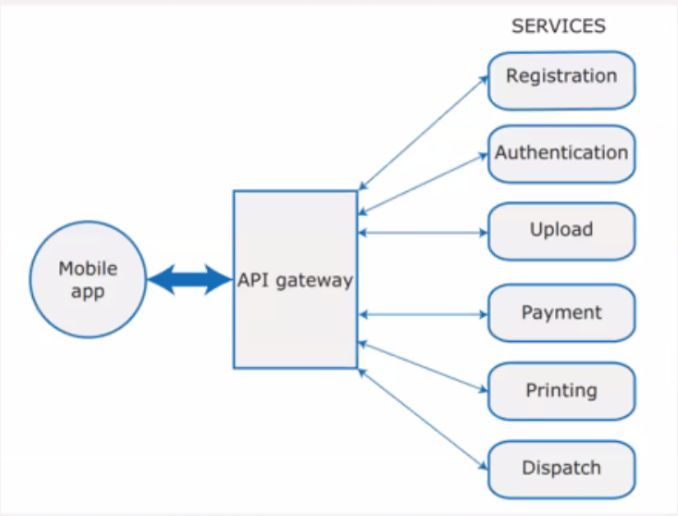 SERVICES
Registration
Authentication
Upload
Mobile
app
API gateway
Payment
Printing
Dispatch